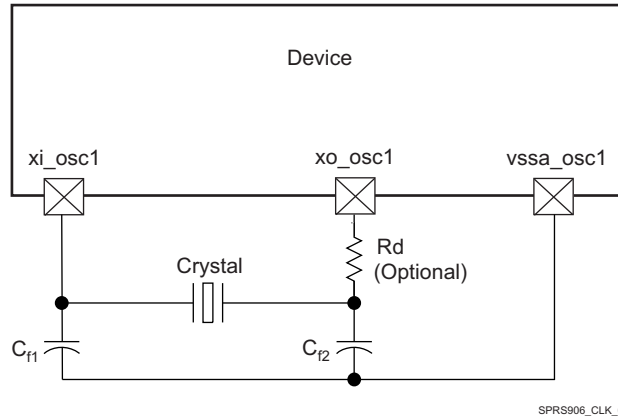 Device
xi_osc1
xo_osc1
vssa_osc1
Rd
(Optional)
Crystal
Cf1
Cf2
SPRS906_CLK_